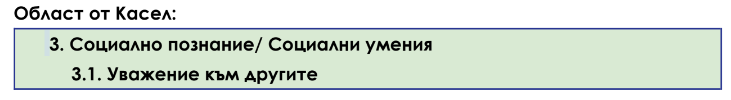 Област от Касел:
3. Социално познание/ Социални умения
3.1. Уважение към другите